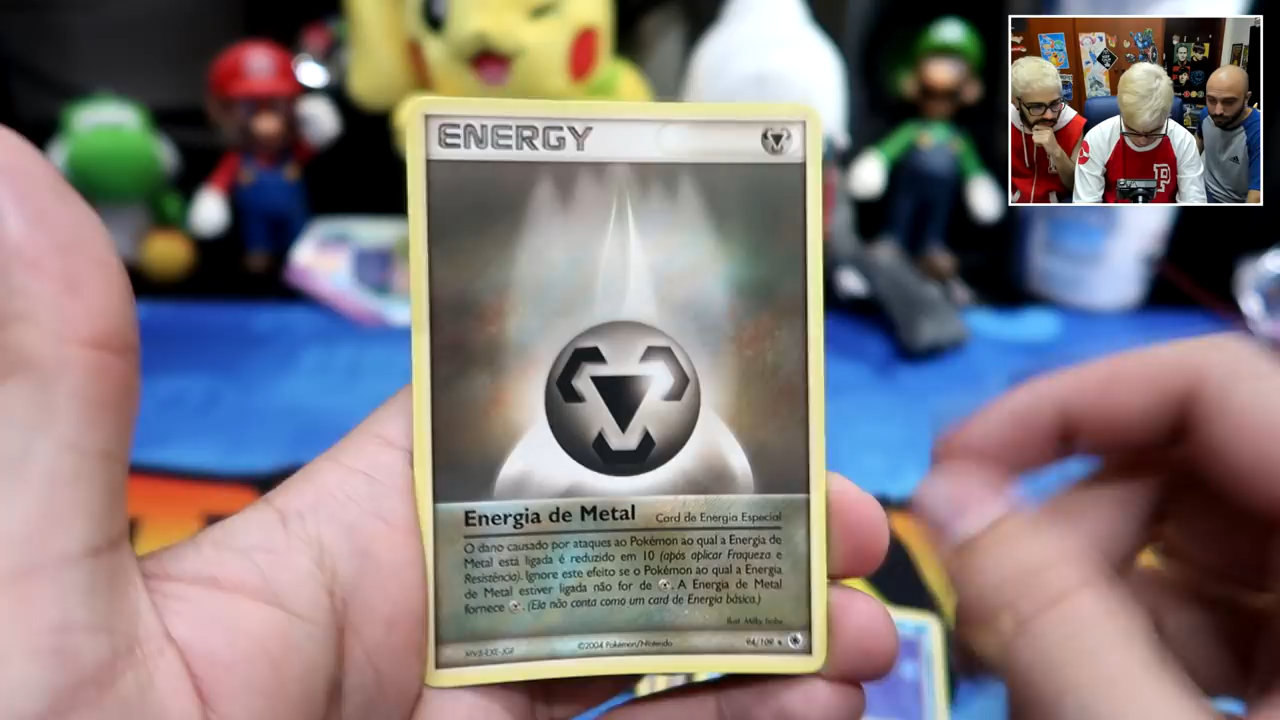 ENERGY
Energia de Metal Card de Energia Especial
O dano causado por ataques ao Pokémon ao qual a Energia de
Metal está ligada é reduzido em 10 (após aplicar Fraqueza e
Resistência). Ignore este efeito se o Pokémon ao qual a Energia
de Metal estiver ligada não for de . A Energia de Metal
fornece . (Ela não conta como um card de Energia básica.)
Ilust. Milky Isobe
©2004 Pokémon/Nintendo 94/109